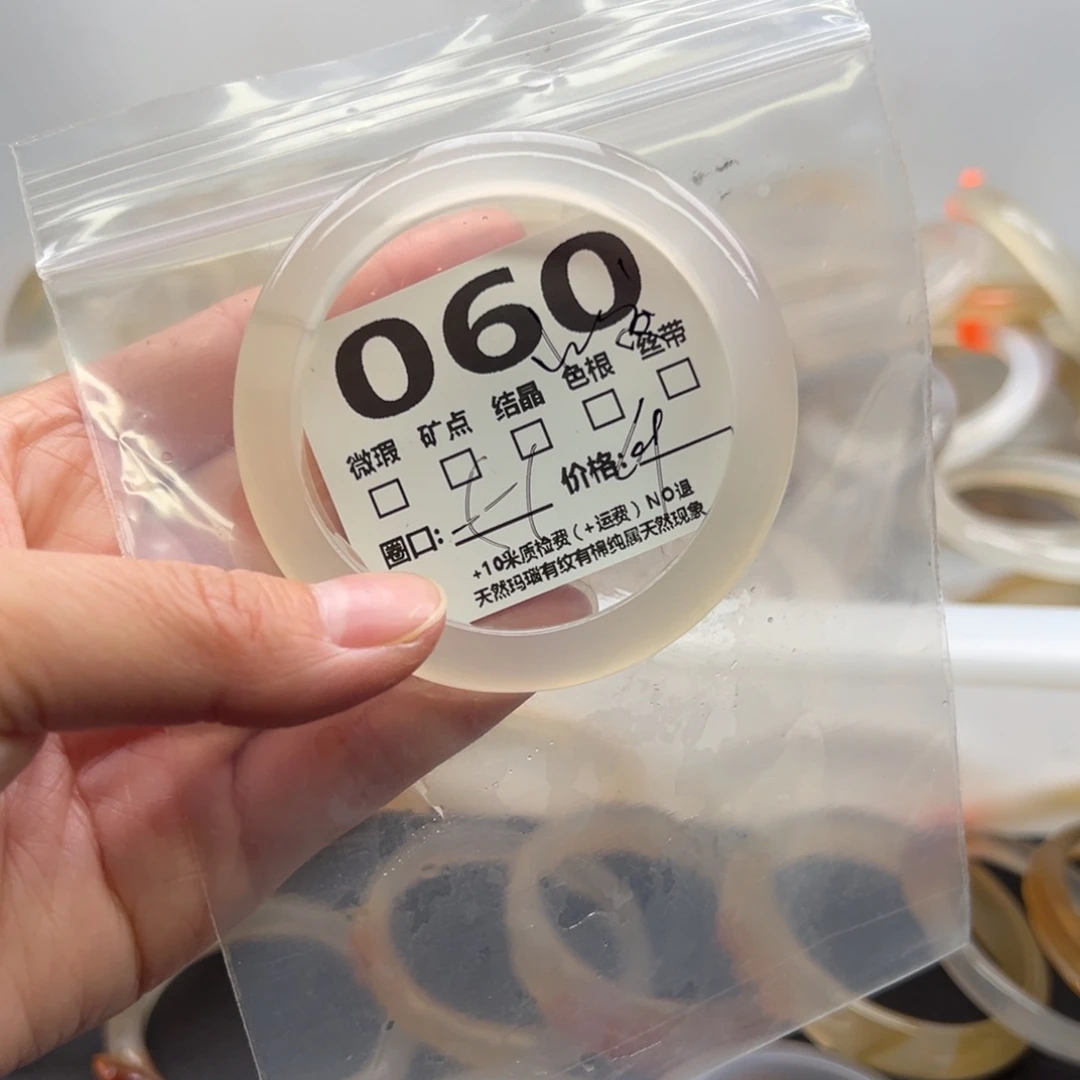 060
微瑕 矿点 结晶 色根 丝带
圈口: 价格:
+10米质检费(+运费)NO退
天然玛瑙有纹有棉纯属天然现象